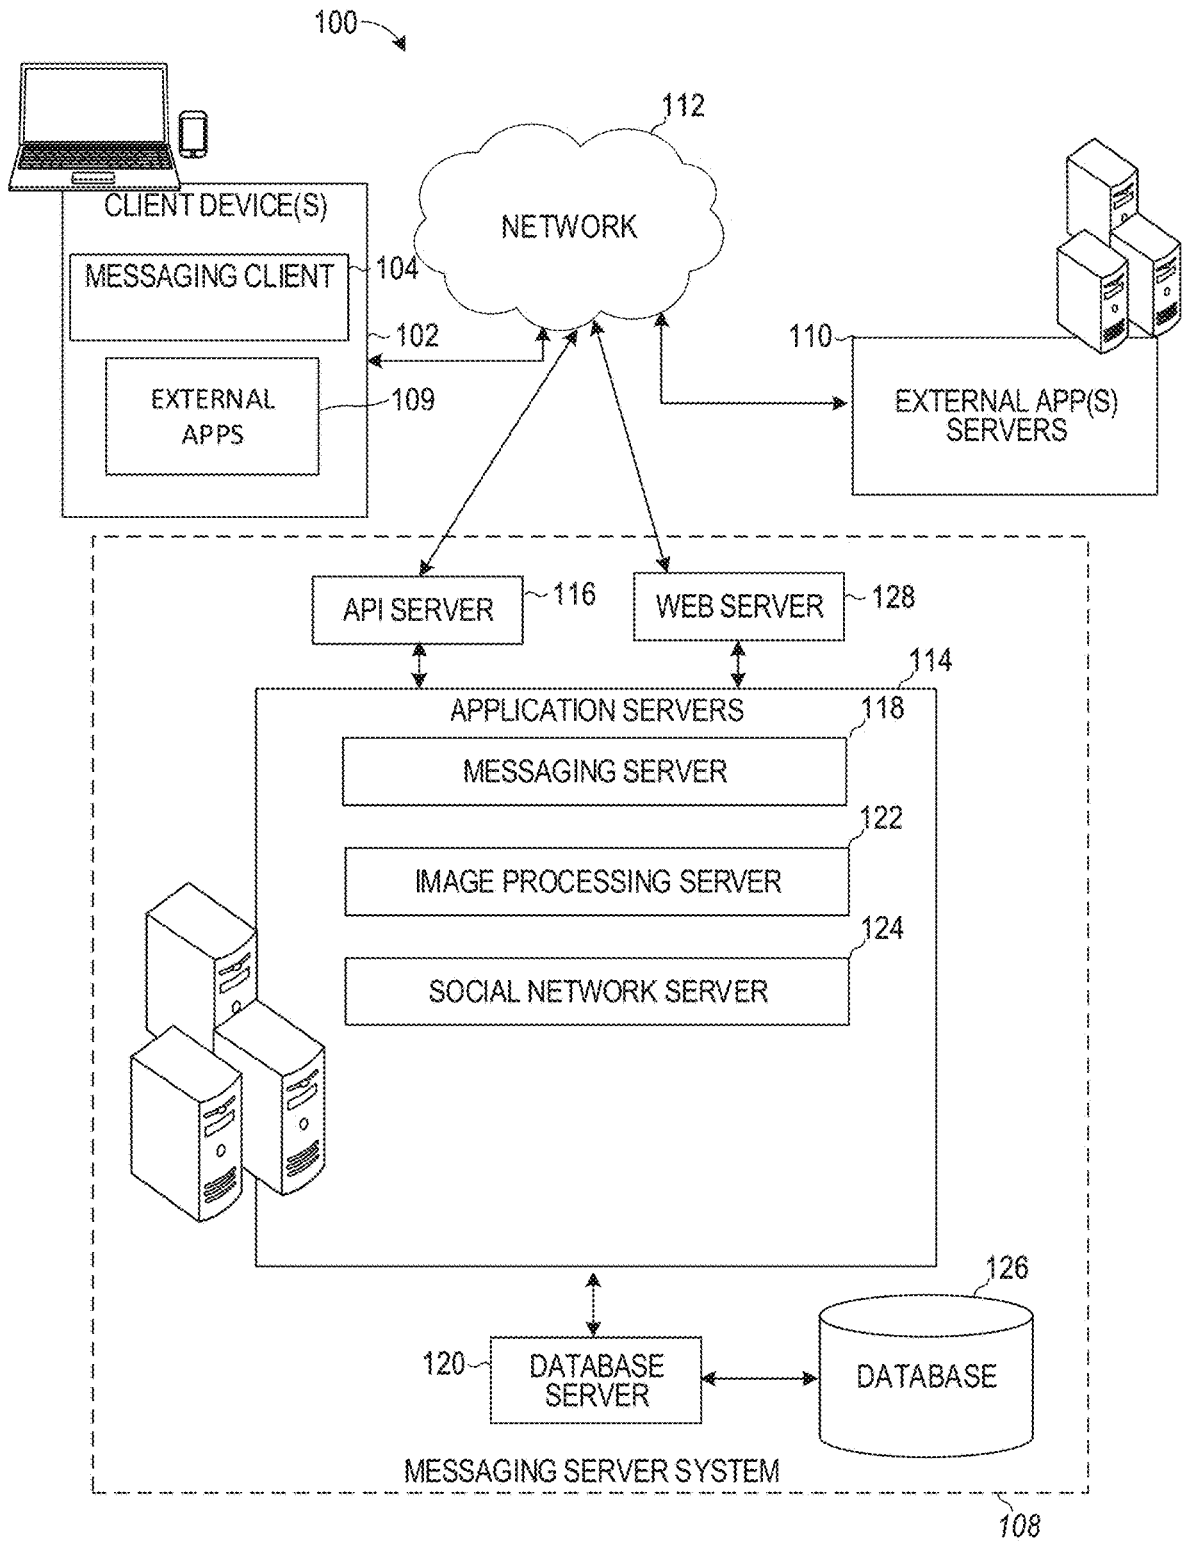 100
112
CLIENT DEVICE(S)
NETWORK
MESSAGING CLIENT
104
102
110
EXTERNAL
APPS
109
EXTERNAL APP(S)
SERVERS
API SERVER
116
WEB SERVER
128
114
APPLICATION SERVERS
118
MESSAGING SERVER
122
IMAGE PROCESSING SERVER
124
SOCIAL NETWORK SERVER
126
120
DATABASE
SERVER
DATABASE
MESSAGING SERVER SYSTEM
108